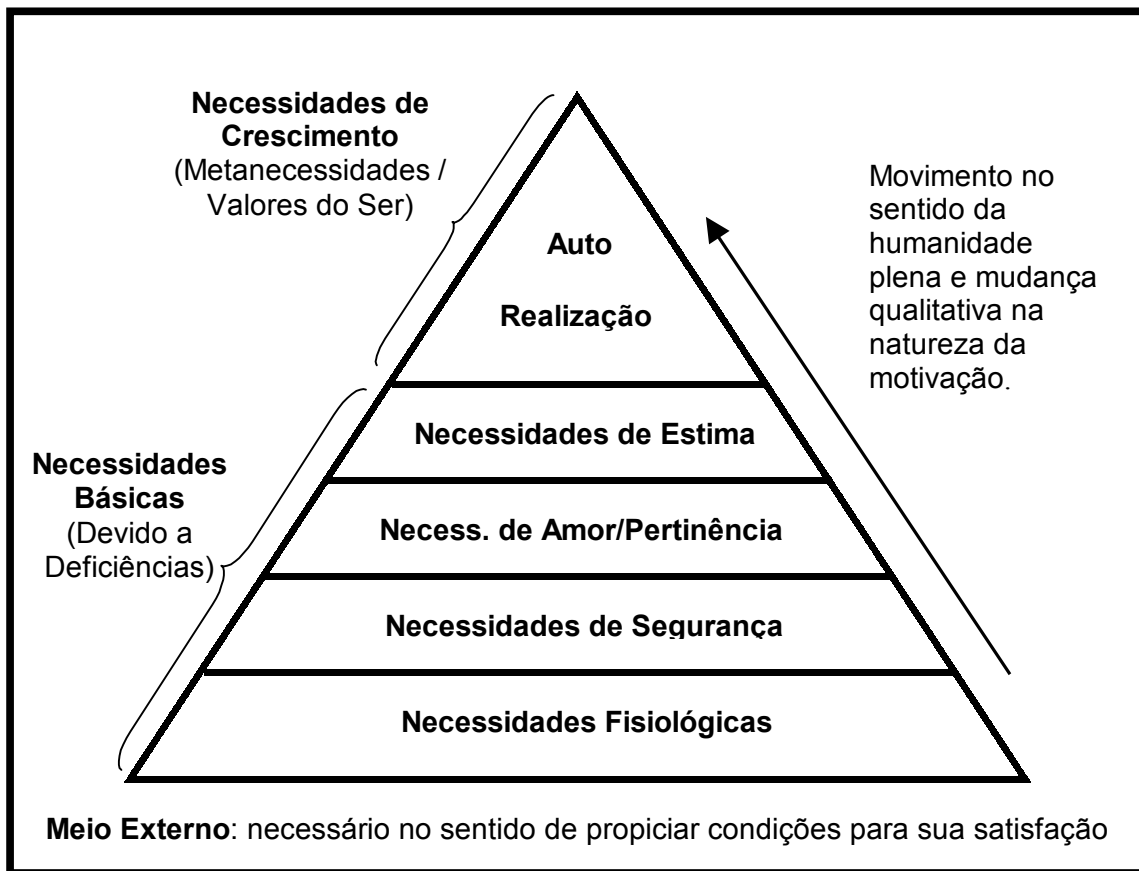 Necessidades de
Crescimento
(Metanecessidades /
Valores do Ser)
Movimento no
sentido da
humanidade
plena e mudança
qualitativa na
natureza da
motivação.
Auto
Realização
Necessidades
Básicas
(Devido a
Deficiências)
Necessidades de Estima
Necess. de Amor/Pertinência
Necessidades de Segurança
Necessidades Fisiológicas
Meio Externo: necessário no sentido de propiciar condições para sua satisfação